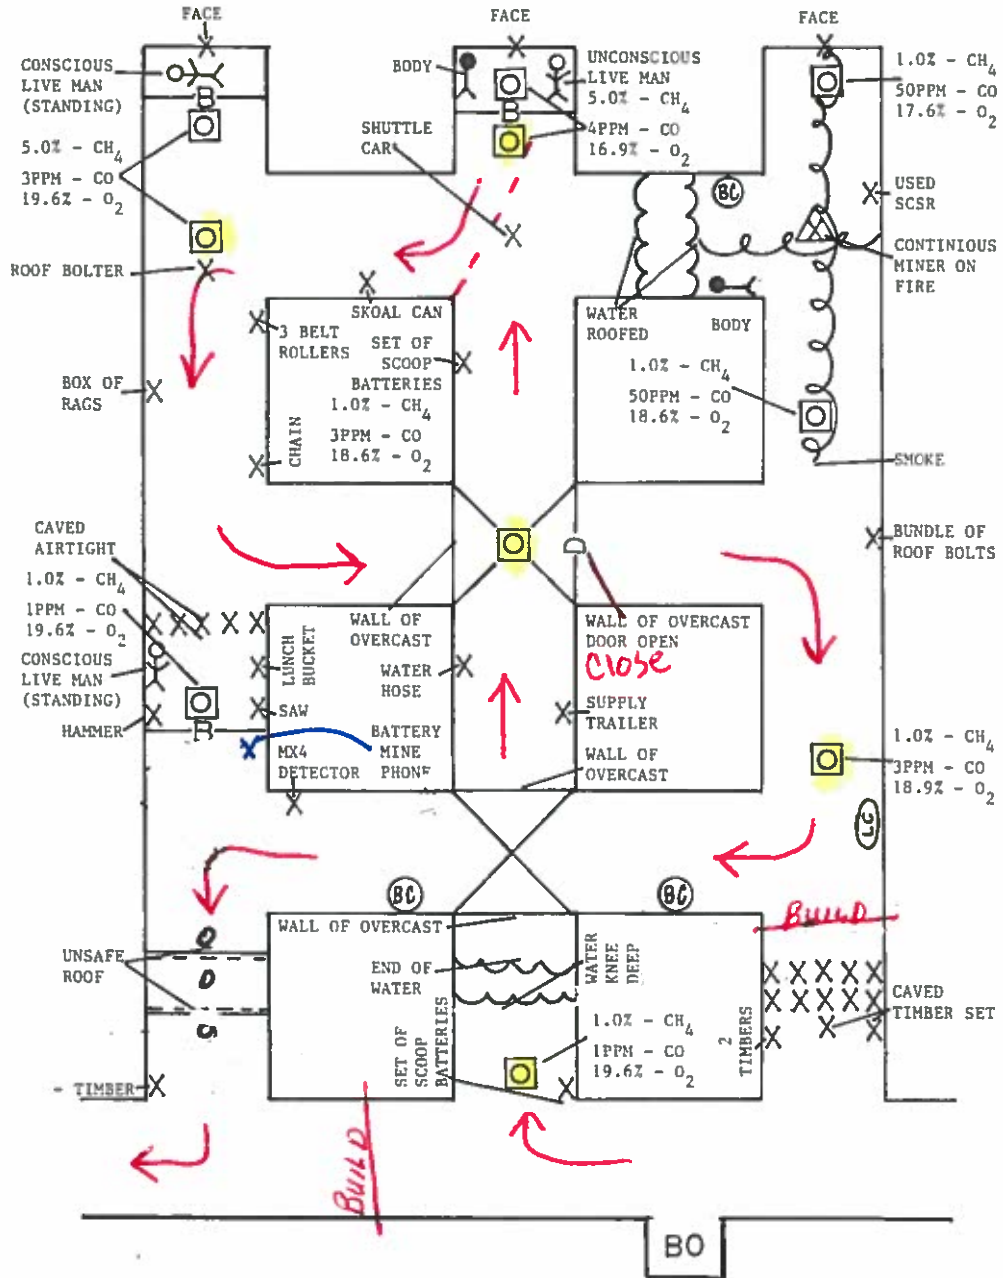 FACE
FACE
FACE
CONSCIOUS
LIVE MAN
(STANDING)
B
5.0% - CH4
3PPM - CO
19.6% - O2
BODY
UNCONSCIOUS
LIVE MAN
5.0% - CH4
4PPM - CO
16.9% - O2
B
SHUTTLE
CAR
1.0% - CH4
50PPM - CO
17.6% - O2
BC
USED
SCSR
CONTINIOUS
MINER ON
FIRE
ROOF BOLTER
SKOAL CAN
3 BELT
ROLLERS
SET OF
SCOOP
BATTERIES
1.0% - CH4
3PPM - CO
18.6% - O2
CHAIN
WATER
ROOFED
BODY
1.0% - CH4
50PPM - CO
18.6% - O2
BOX OF
RAGS
SMOKE
BUNDLE OF
ROOF BOLTS
CAVED
AIRTIGHT
1.0% - CH4
1PPM - CO
19.6% - O2
CONSCIOUS
LIVE MAN
(STANDING)
HAMMER
D
WALL OF
OVERCAST
LUNCH
BUCKET
WATER
HOSE
SAW
MX4
DETECTOR
BATTERY
MINE
PHONE
WALL OF OVERCAST
DOOR OPEN
Close
SUPPLY
TRAILER
WALL OF
OVERCAST
1.0% - CH4
3PPM - CO
18.9% - O2
LC
BC
BC
BUILD
WALL OF OVERCAST
END OF
WATER
WATER
KNEE
DEEP
UNSAFE
ROOF
D
SET OF
SCOOP
BATTERIES
1.0% - CH4
1PPM - CO
19.6% - O2
2
TIMBERS
CAVED
TIMBER SET
- TIMBER
BUILD
BO